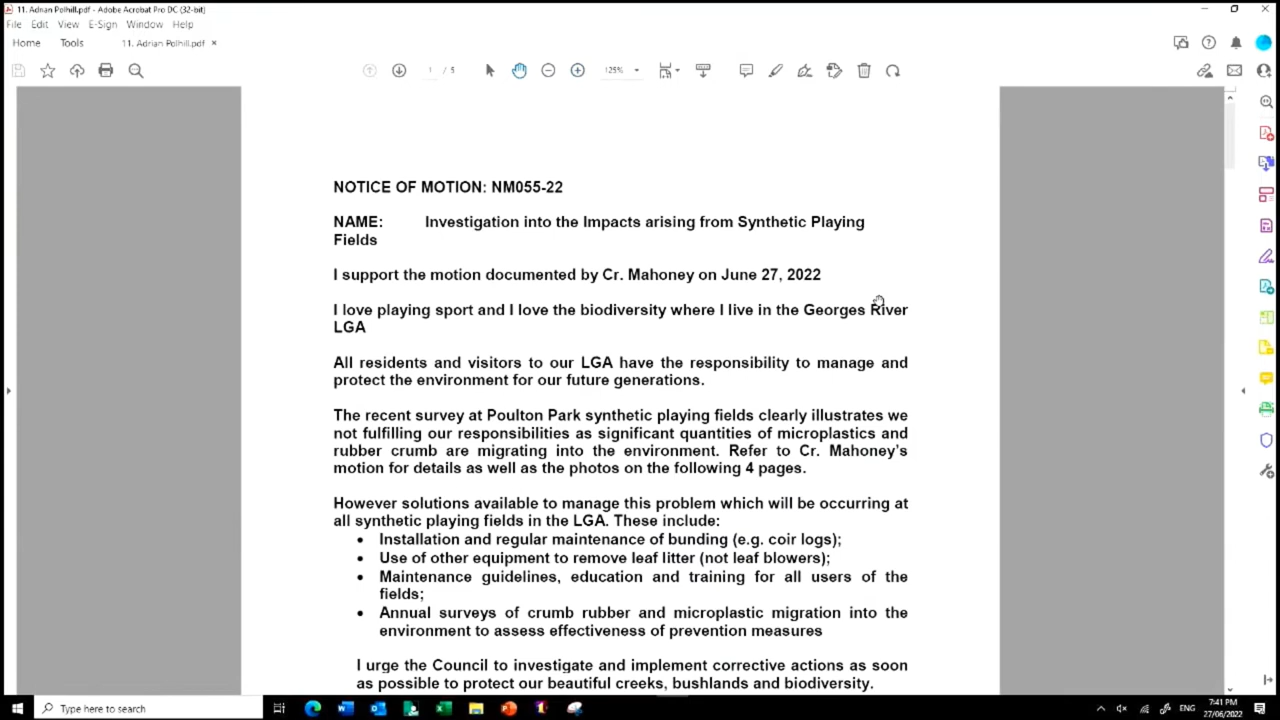 11. Adrian Polhill.pdf - Adobe Acrobat Pro DC (32-bit)
File Edit View E-Sign Window Help
Home Tools 11. Adrian Polhill.pdf ×
1 / 5 125%
NOTICE OF MOTION: NM055-22
NAME: Investigation into the Impacts arising from Synthetic Playing
Fields
I support the motion documented by Cr. Mahoney on June 27, 2022
I love playing sport and I love the biodiversity where I live in the Georges River
LGA
All residents and visitors to our LGA have the responsibility to manage and
protect the environment for our future generations.
The recent survey at Poulton Park synthetic playing fields clearly illustrates we
not fulfilling our responsibilities as significant quantities of microplastics and
rubber crumb are migrating into the environment. Refer to Cr. Mahoney's
motion for details as well as the photos on the following 4 pages.
However solutions available to manage this problem which will be occurring at
all synthetic playing fields in the LGA. These include:
• Installation and regular maintenance of bunding (e.g. coir logs);
• Use of other equipment to remove leaf litter (not leaf blowers);
• Maintenance guidelines, education and training for all users of the
fields;
• Annual surveys of crumb rubber and microplastic migration into the
environment to assess effectiveness of prevention measures
I urge the Council to investigate and implement corrective actions as soon
as possible to protect our beautiful creeks, bushlands and biodiversity.
Type here to search
ENG
7:41 PM
27/06/2022